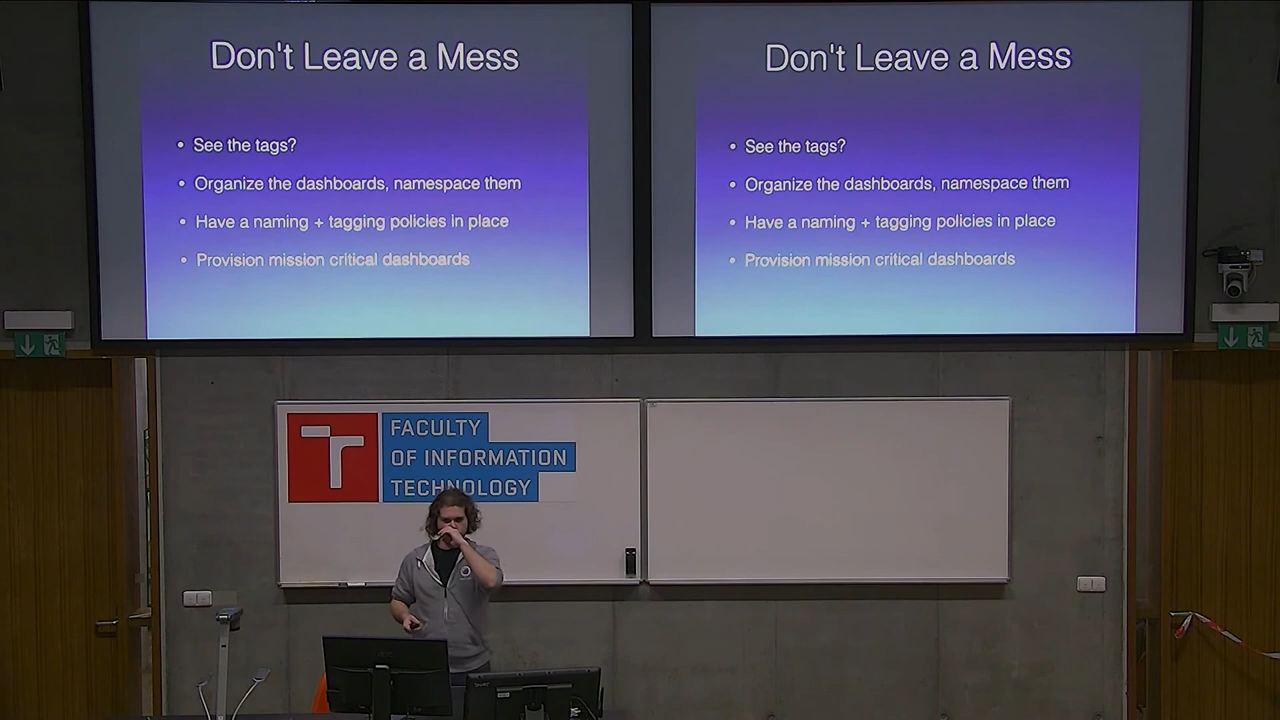 Don't Leave a Mess
• See the tags?
• Organize the dashboards, namespace them
• Have a naming + tagging policies in place
• Provision mission critical dashboards
Don't Leave a Mess
• See the tags?
• Organize the dashboards, namespace them
• Have a naming + tagging policies in place
• Provision mission critical dashboards
FACULTY
OF INFORMATION
TECHNOLOGY